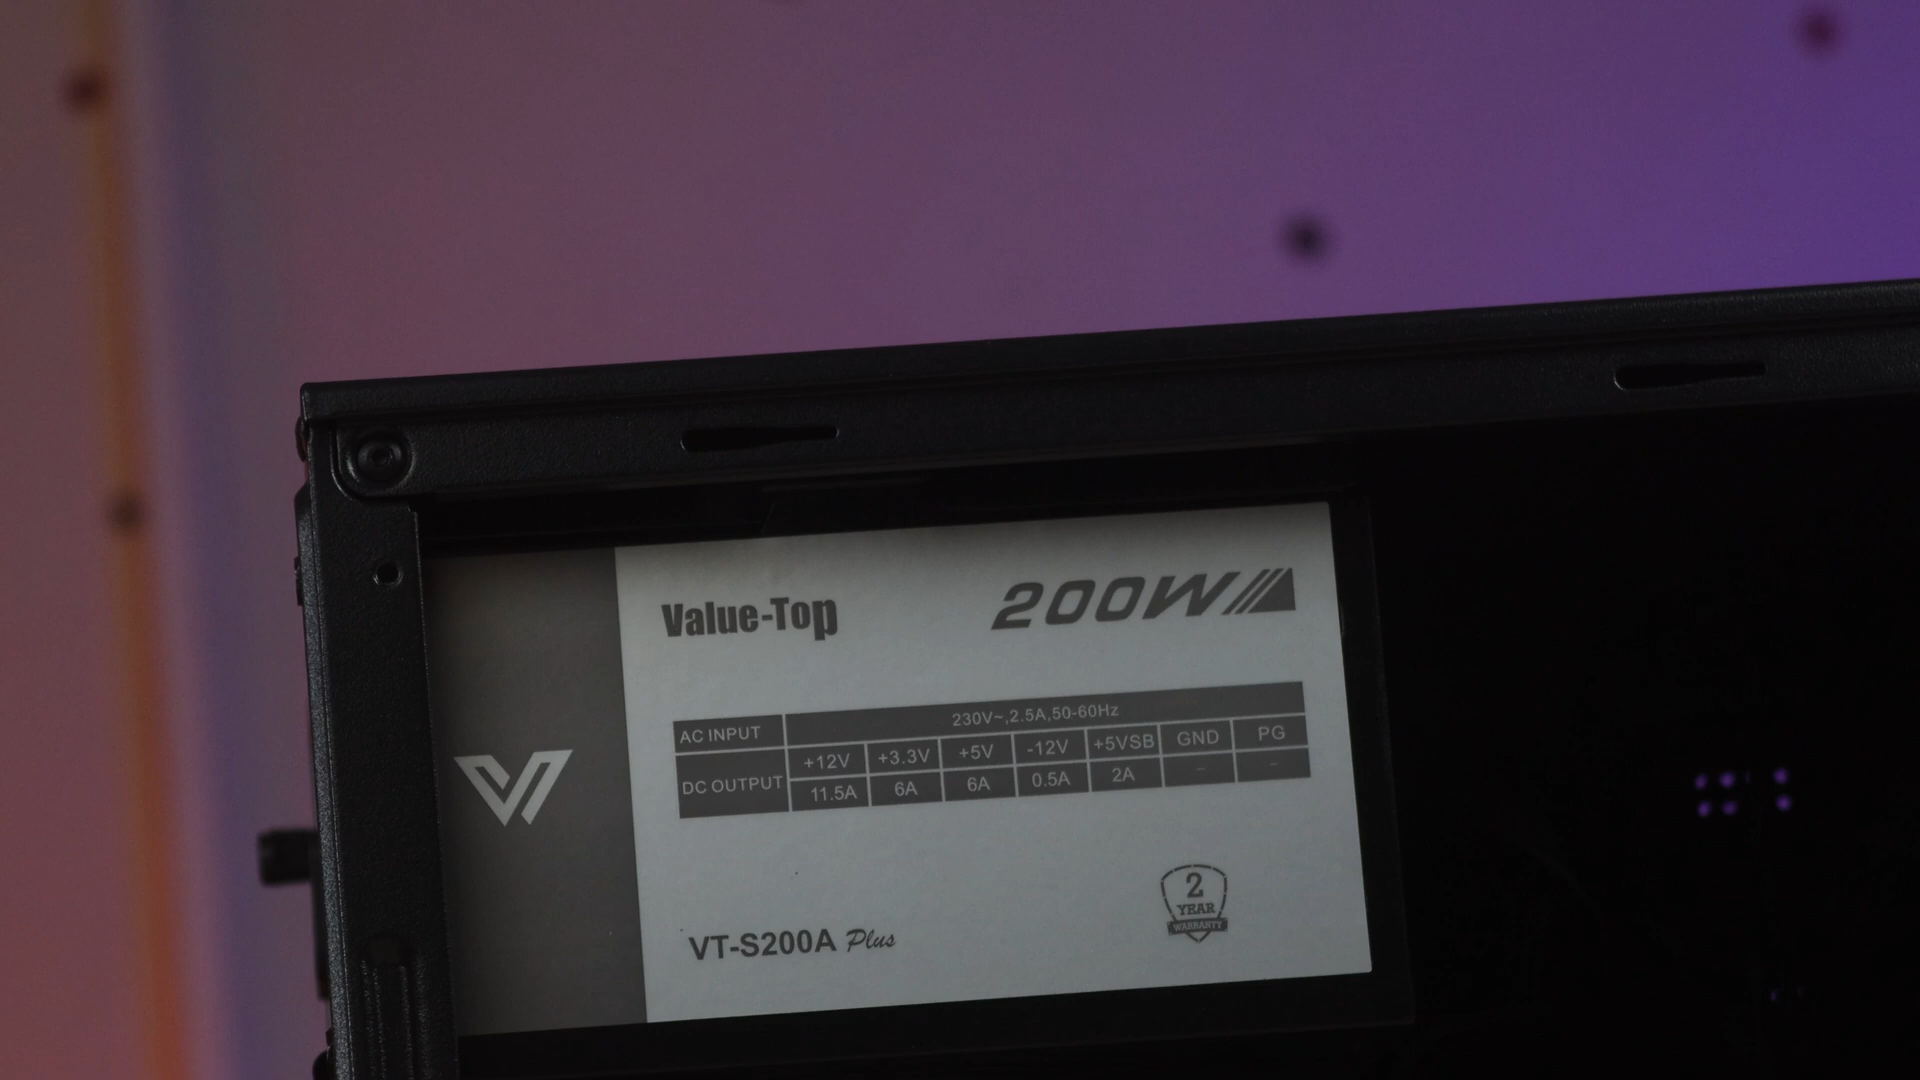 Value-Top
200W
AC INPUT 230V~,2.5A,50-60Hz
DC OUTPUT +12V +3.3V +5V -12V +5VSB GND PG
11.5A 6A 6A 0.5A 2A - -
2
YEAR
WARRANTY
VT-S200A Plus